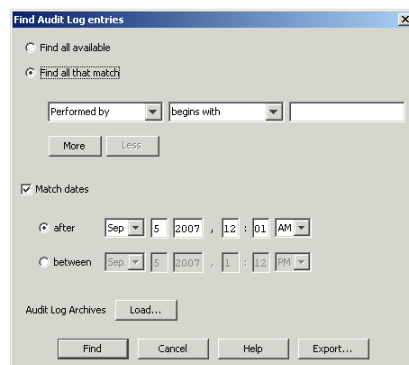 Find Audit Log entries
Find all available
Find all that match
Performed by begins with
More Less
Match dates
after Sep 5 2007 , 12 : 01 AM
between Sep 5 2007 , 1 : 12 PM
Audit Log Archives Load...
Find Cancel Help Export...